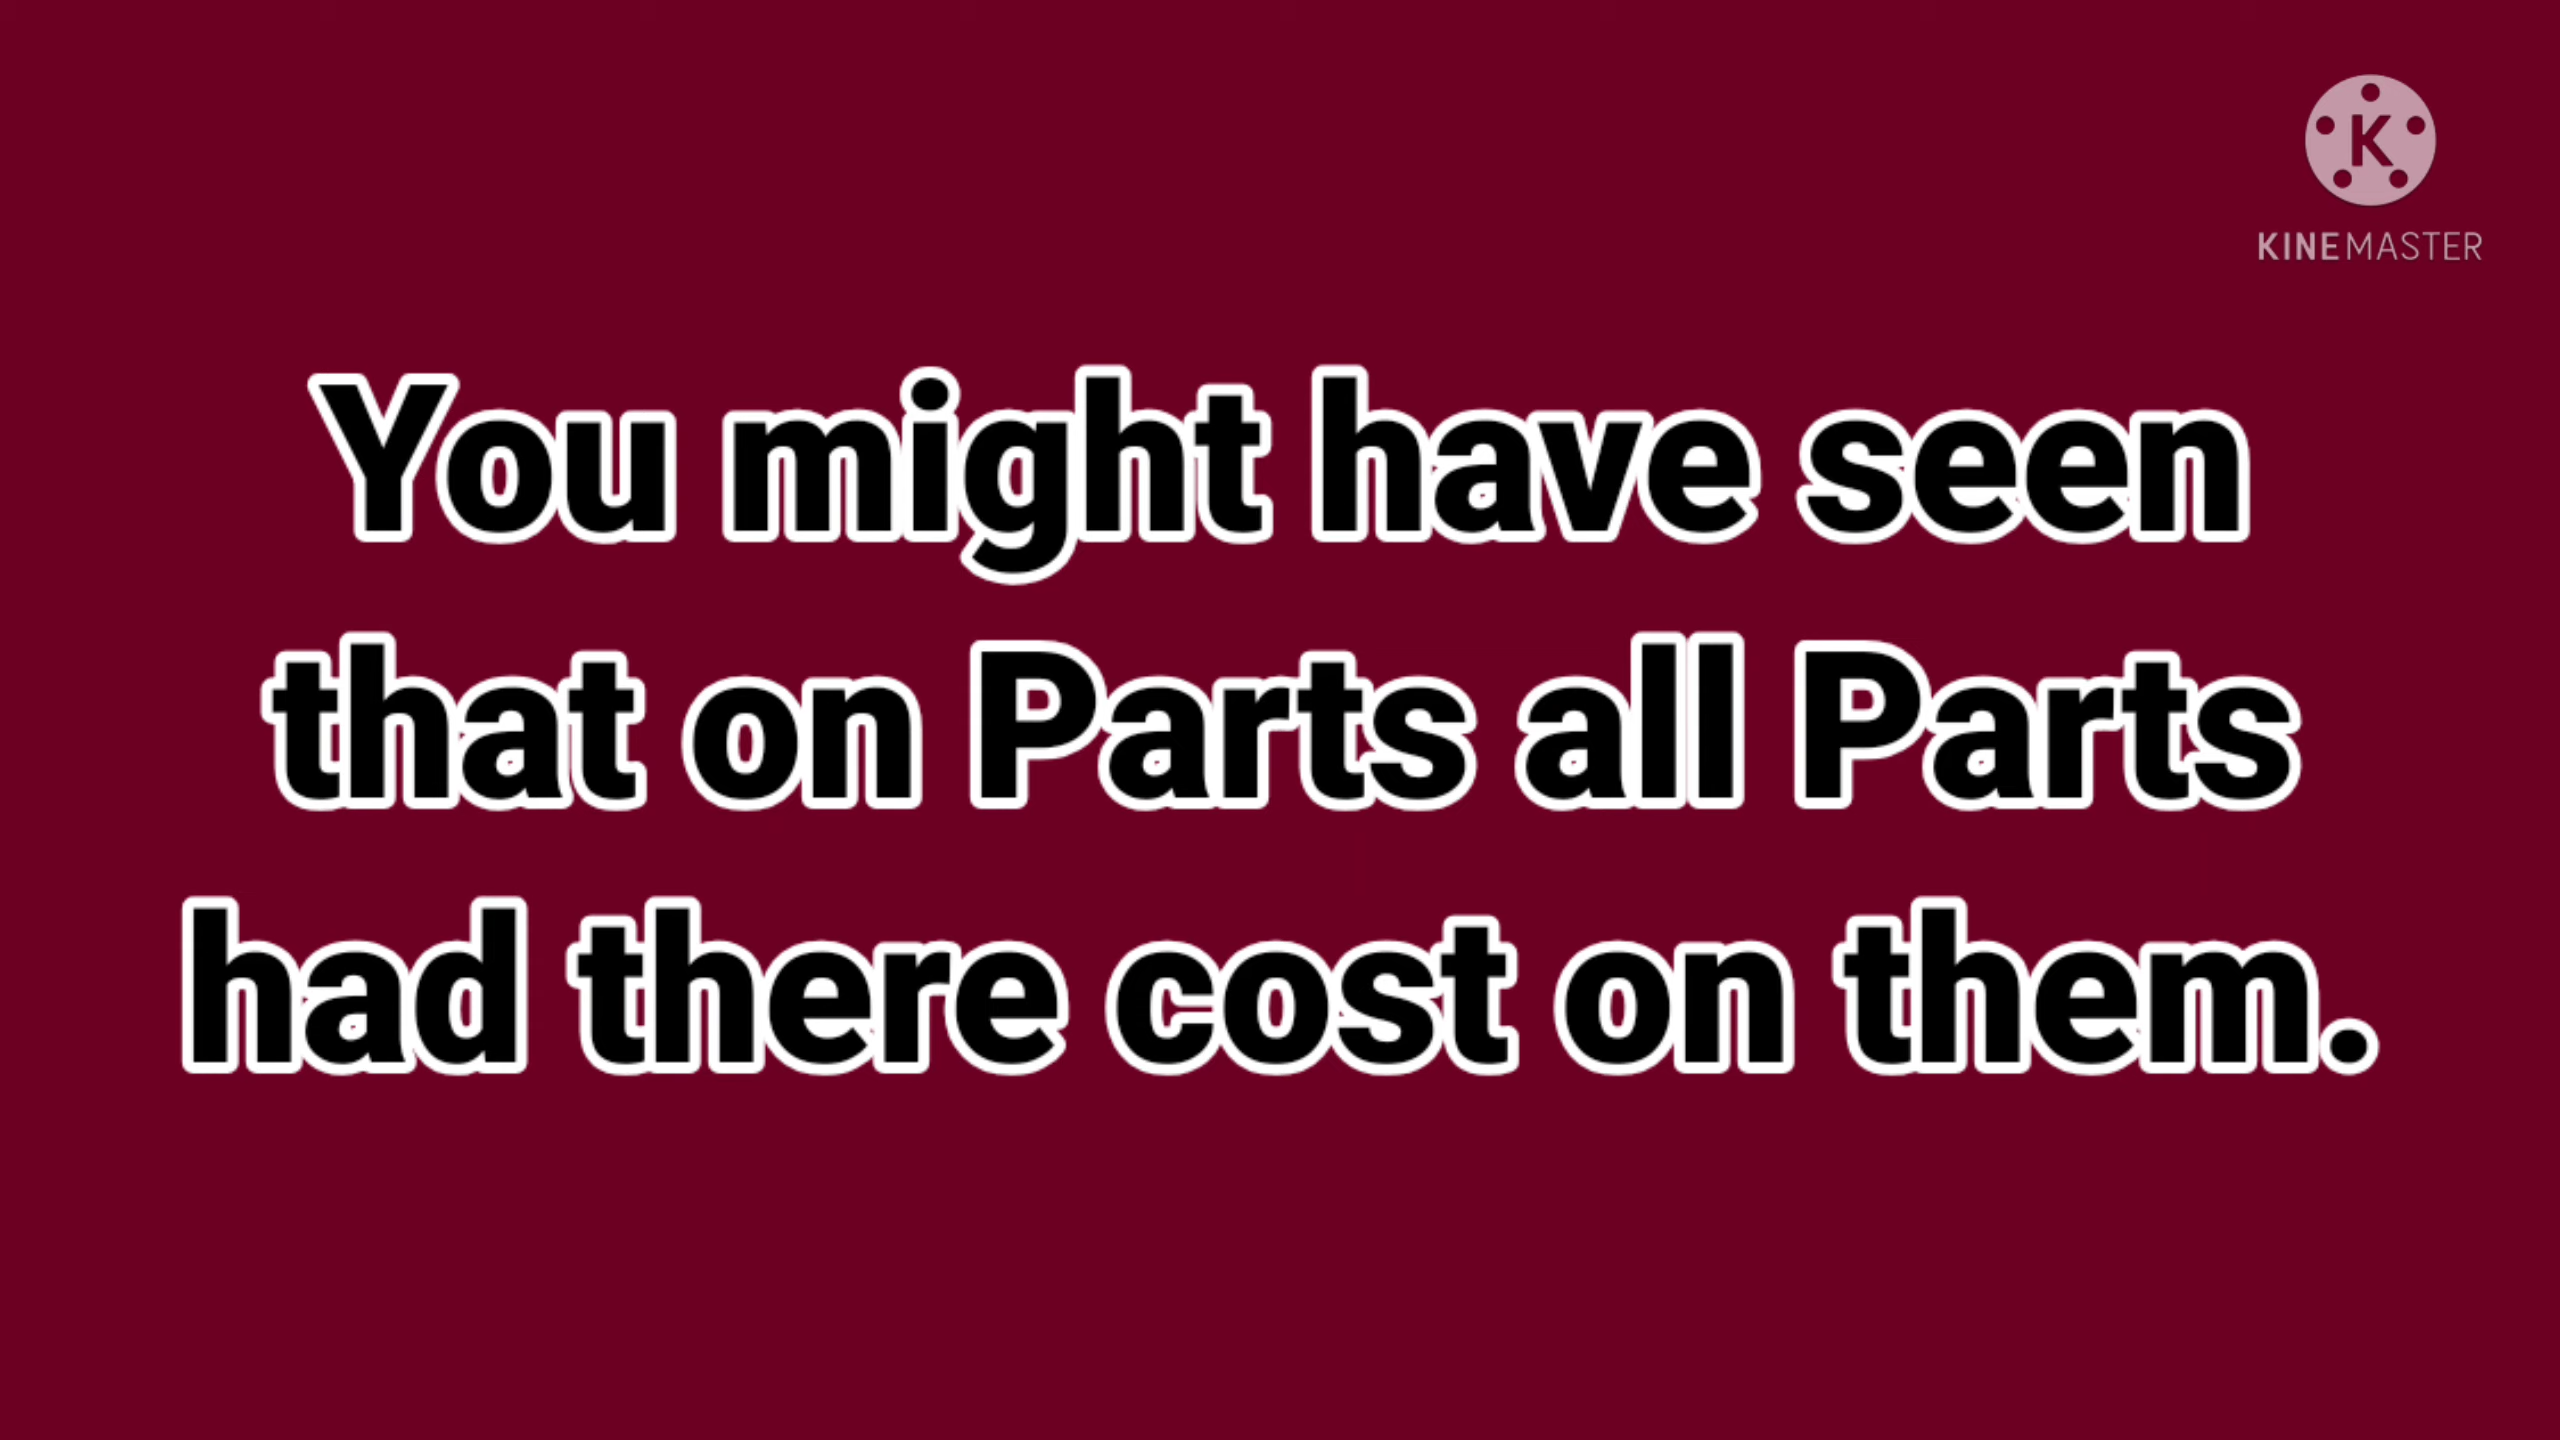 K
KINEMASTER
You might have seen
that on Parts all Parts
had there cost on them.